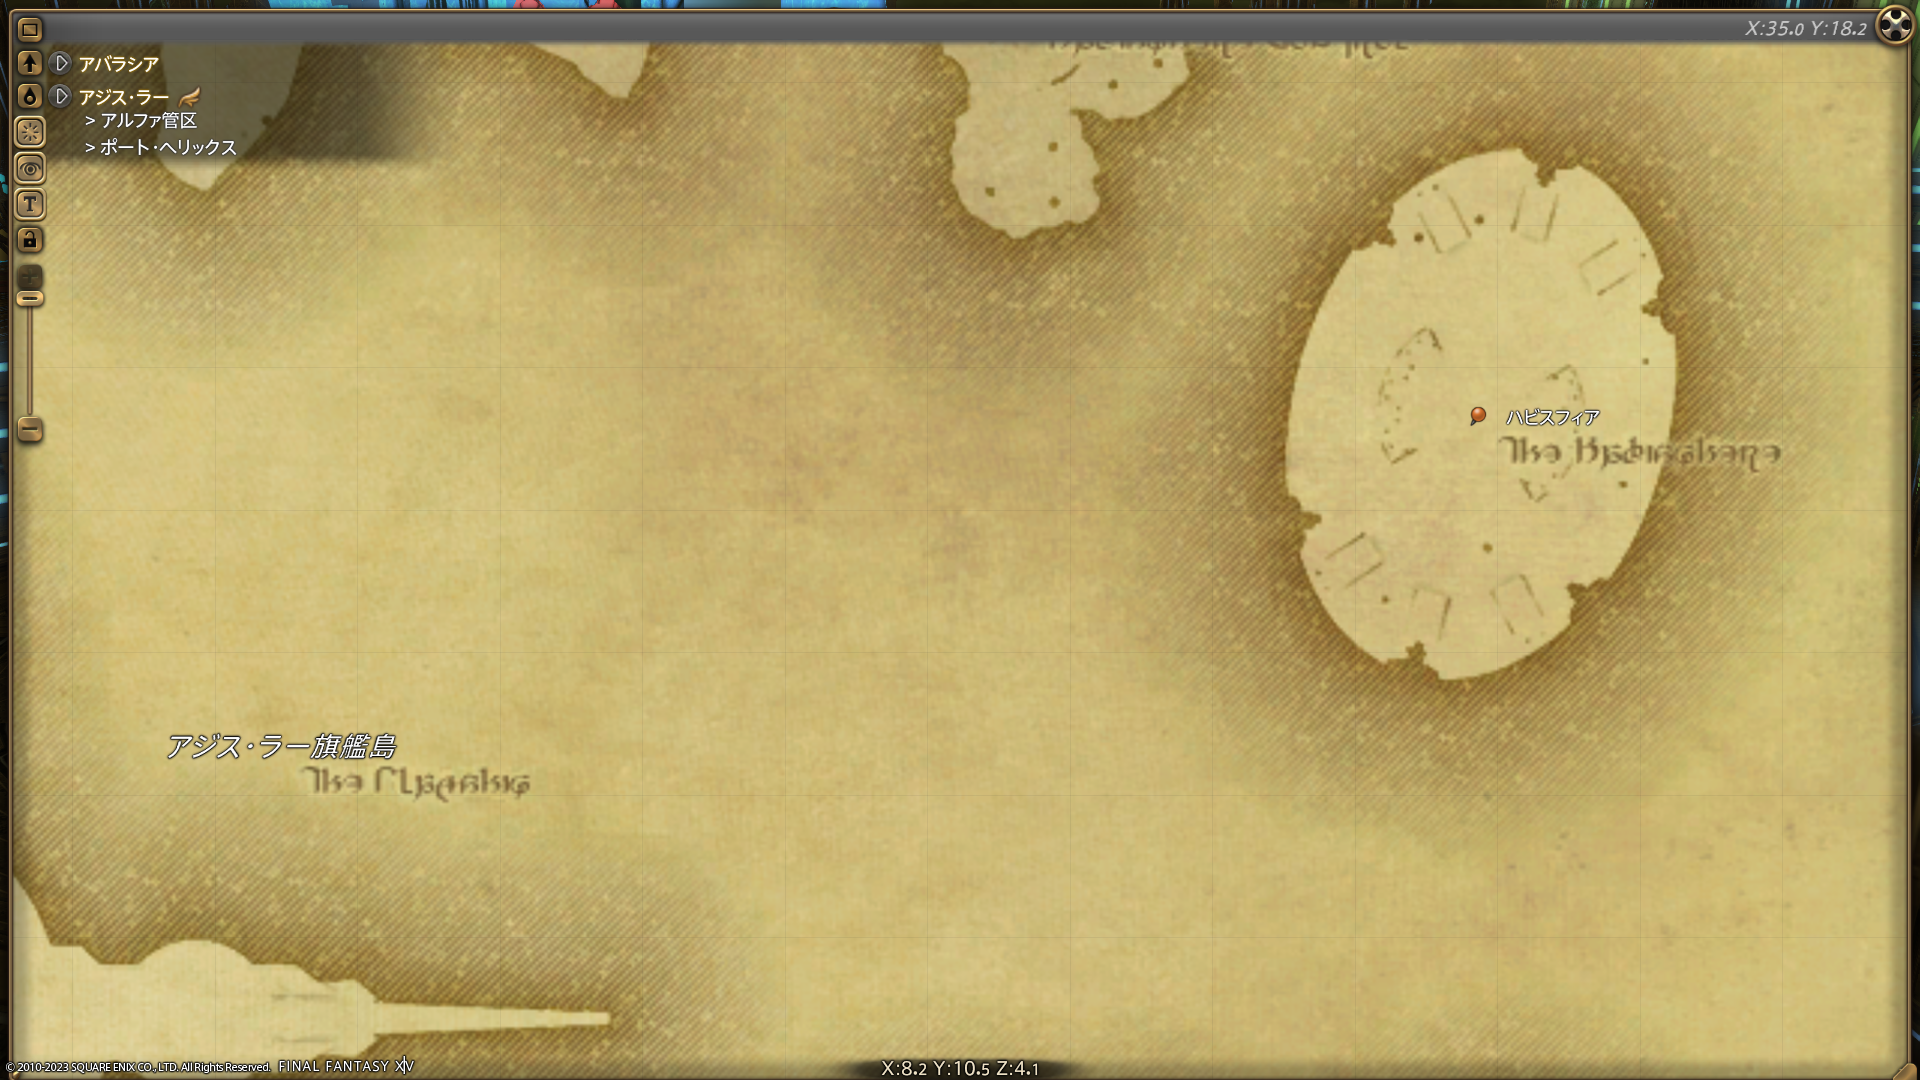 X:35.0 Y:18.2
アバラシア
アジス・ラー
> アルファ管区
> ポート・ヘリックス
T
ハビスフィア
アジス・ラー旗艦島
© 2010-2023 SQUARE ENIX CO., LTD. All Rights Reserved. FINAL FANTASY XIV
X:8.2 Y:10.5 Z:4.1